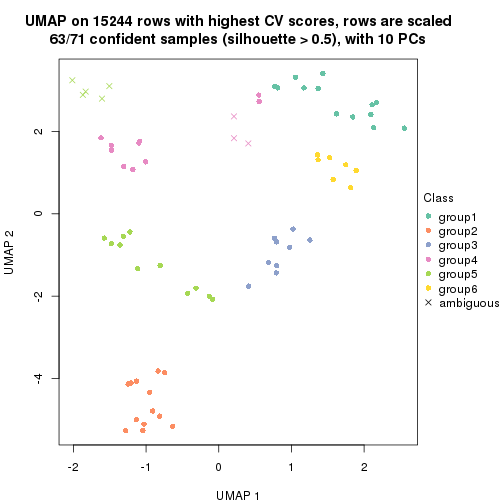 UMAP on 15244 rows with highest CV scores, rows are scaled
63/71 confident samples (silhouette > 0.5), with 10 PCs
UMAP 2
2
0
-2
-4
-2
-1
0
1
2
UMAP 1
Class
group1
group2
group3
group4
group5
group6
ambiguous